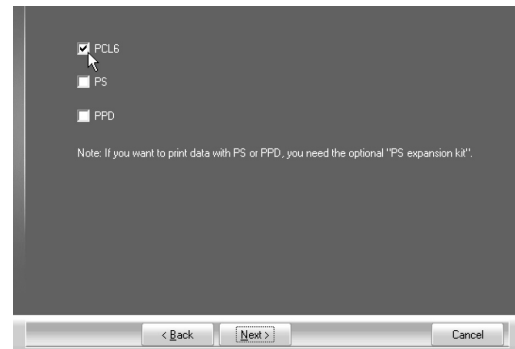 PCL6
PS
PPD
Note: If you want to print data with PS or PPD, you need the optional "PS expansion kit".
< Back Next > Cancel